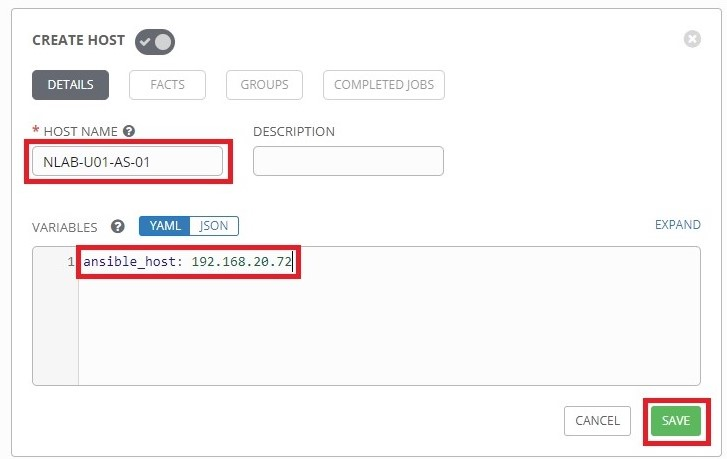 CREATE HOST
DETAILS FACTS GROUPS COMPLETED JOBS
* HOST NAME ? DESCRIPTION
NLAB-U01-AS-01
VARIABLES ? YAML JSON EXPAND
1 ansible_host: 192.168.20.72
CANCEL SAVE